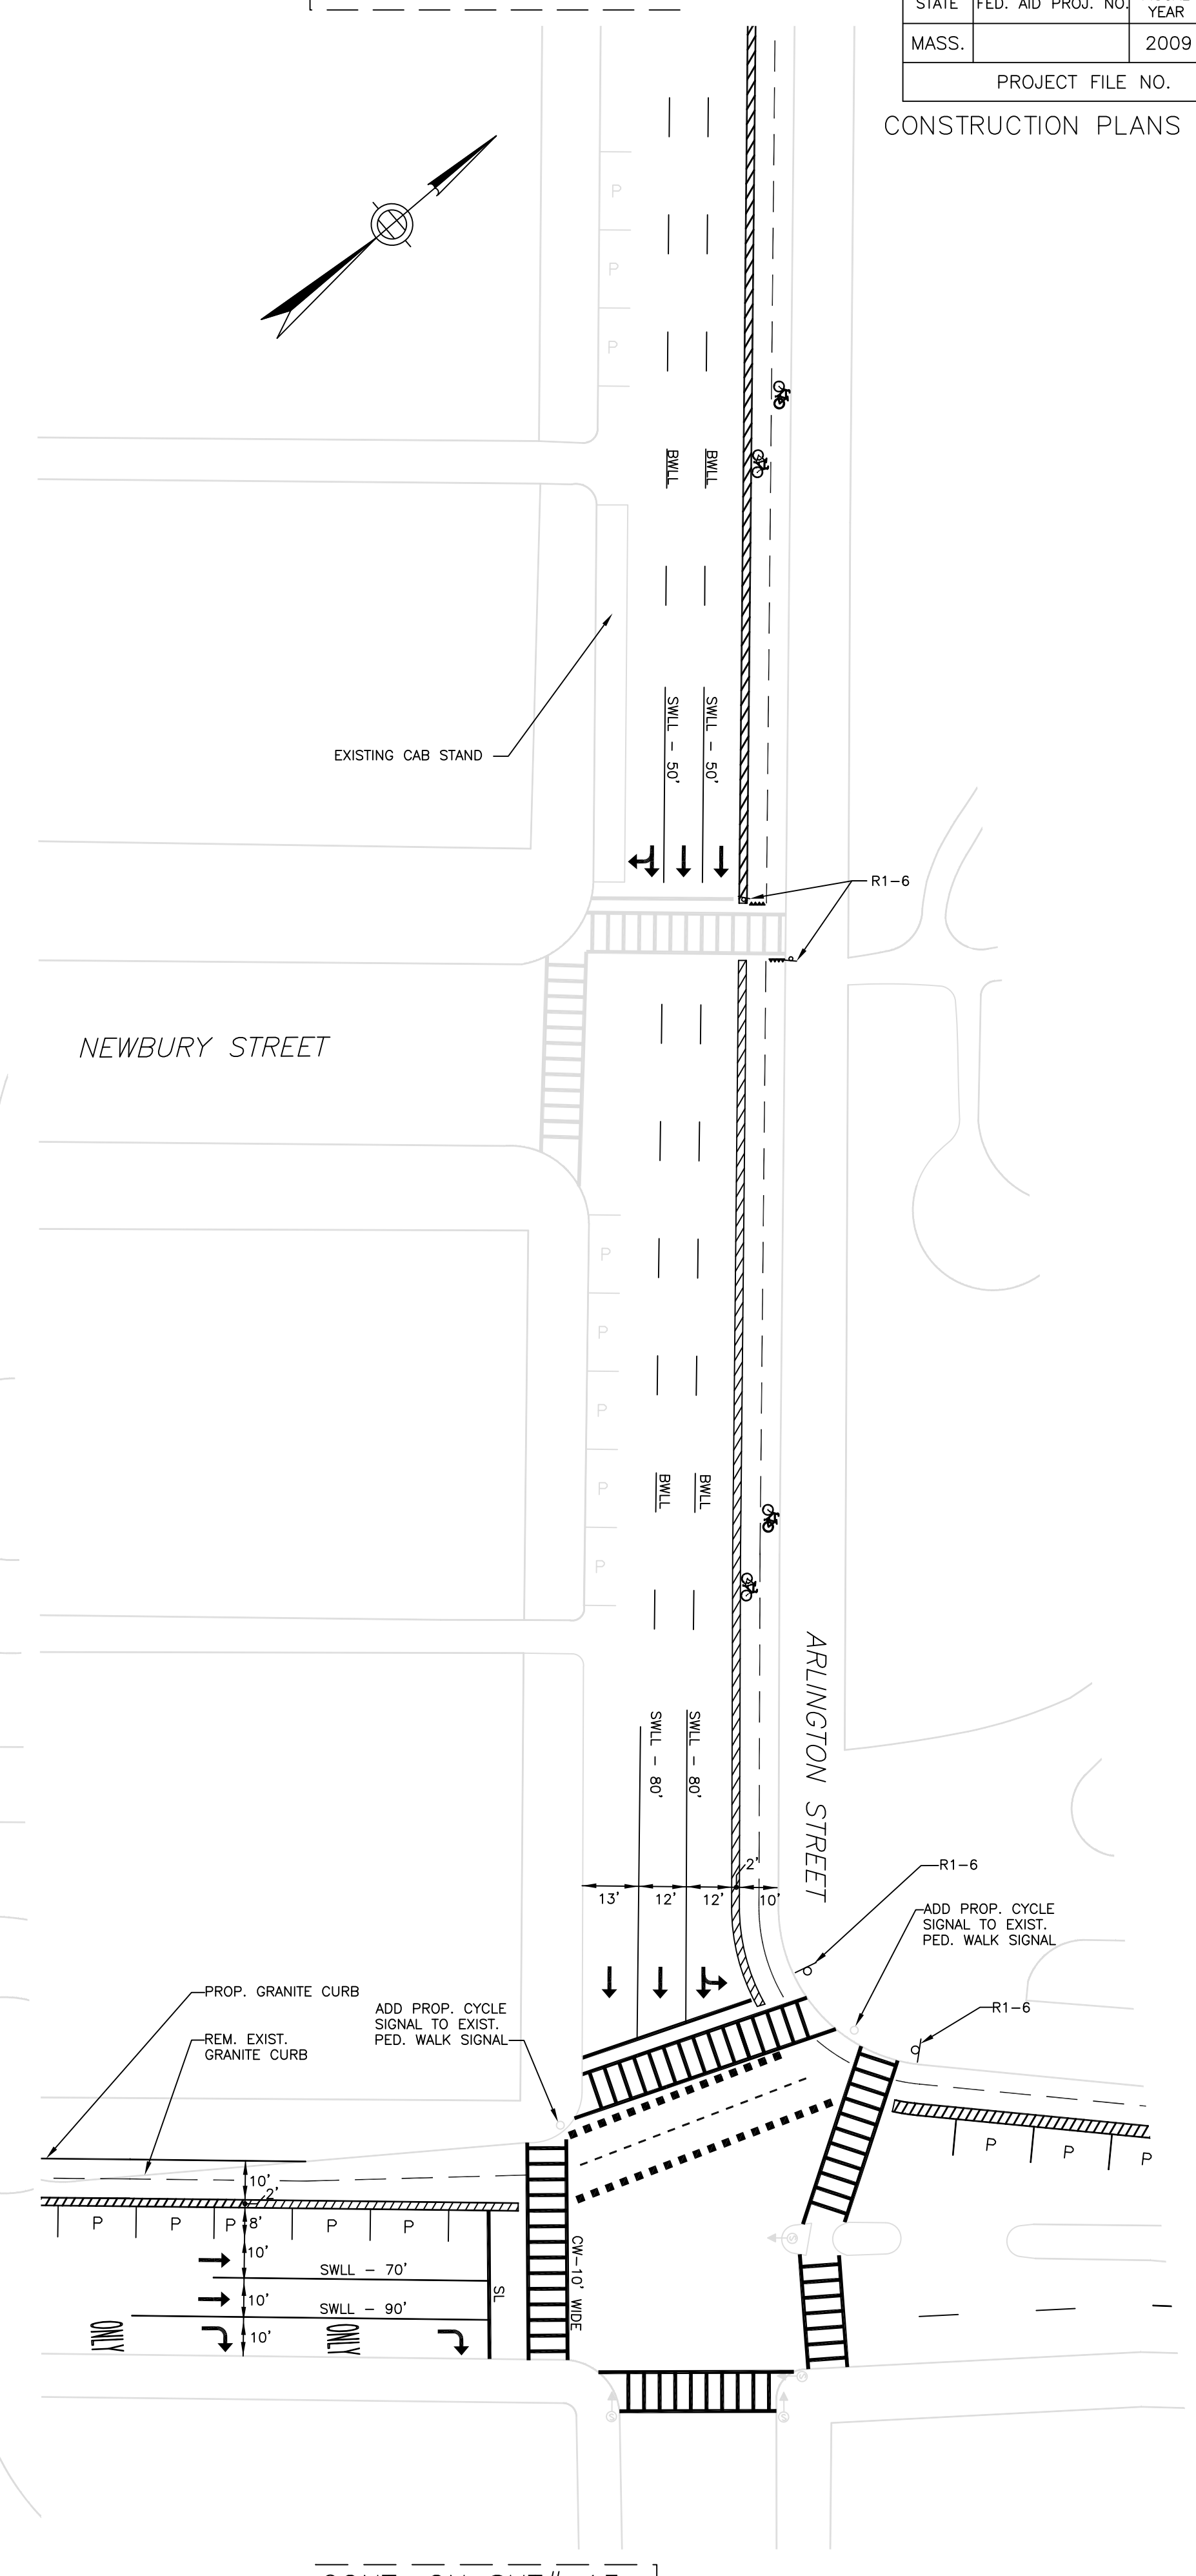 STATE
FED. AID PROJ. NO.
YEAR
MASS.
2009
PROJECT FILE NO.
CONSTRUCTION PLANS
P
P
P
BWLL
BWLL
EXISTING CAB STAND
SWLL - 50'
SWLL - 50'
R1-6
NEWBURY STREET
P
P
P
P
P
BWLL
BWLL
ARLINGTON STREET
SWLL - 80'
SWLL - 80'
2'
13'
12'
12'
10'
R1-6
ADD PROP. CYCLE
SIGNAL TO EXIST.
PED. WALK SIGNAL
PROP. GRANITE CURB
REM. EXIST.
GRANITE CURB
ADD PROP. CYCLE
SIGNAL TO EXIST.
PED. WALK SIGNAL
R1-6
P
P
P
10'
2'
P
P
P
8'
P
P
10'
SWLL - 70'
10'
SWLL - 90'
10'
ONLY
ONLY
SL
CW-10' WIDE